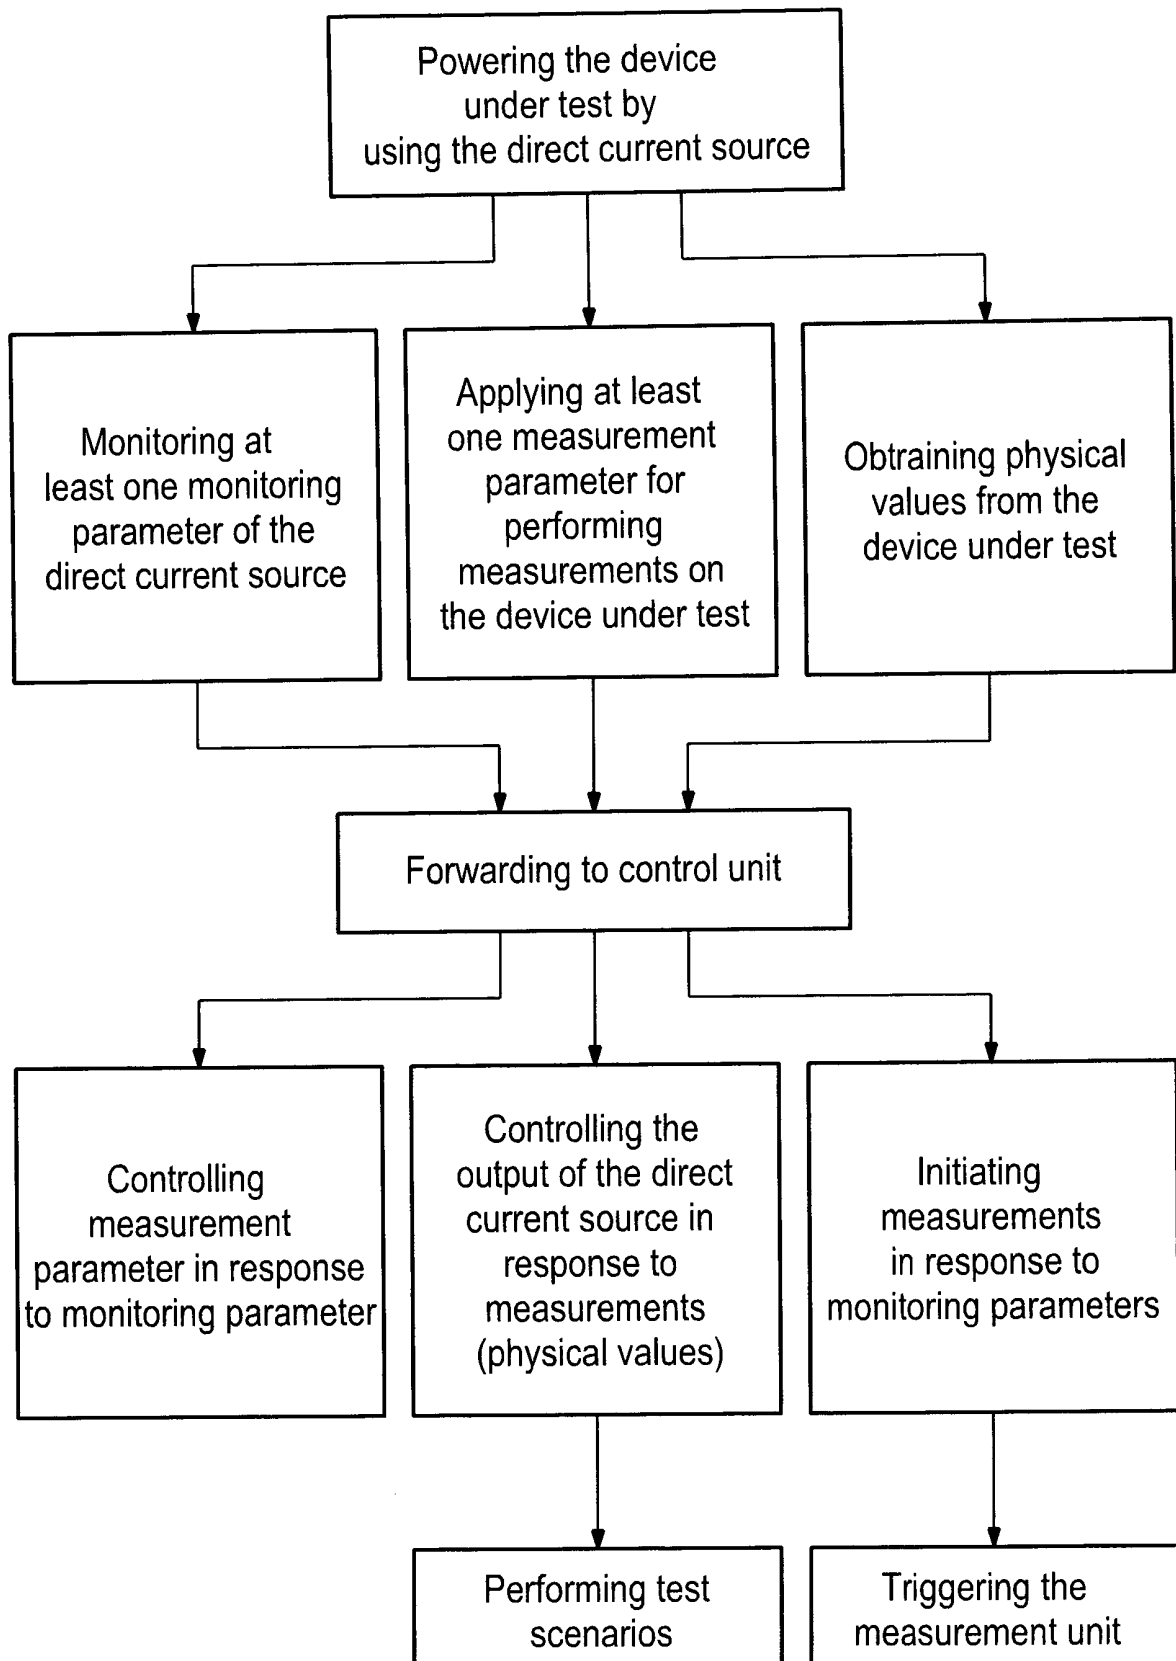 Powering the device
under test by
using the direct current source
Monitoring at
least one monitoring
parameter of the
direct current source
Applying at least
one measurement
parameter for
performing
measurements on
the device under test
Obtraining physical
values from the
device under test
Forwarding to control unit
Controlling
measurement
parameter in response
to monitoring parameter
Controlling the
output of the direct
current source in
response to
measurements
(physical values)
Initiating
measurements
in response to
monitoring parameters
Performing test
scenarios
Triggering the
measurement unit